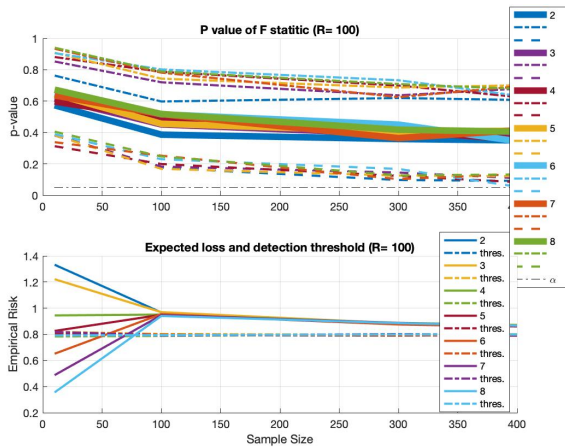 P value of F statitic (R= 100)
1
0.8
0.6
0.4
0.2
0
p-value
0 50 100 150 200 250 300 350
2
3
4
5
6
7
8
α
Expected loss and detection threshold (R= 100)
1.4
1.2
1
0.8
0.6
0.4
0.2
Empirical Risk
0 50 100 150 200 250 300 350 400
Sample Size
2
thres.
3
thres.
4
thres.
5
thres.
6
thres.
7
thres.
8
thres.